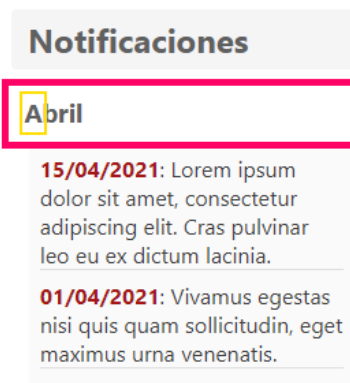 Notificaciones
Abril
15/04/2021: Lorem ipsum
dolor sit amet, consectetur
adipiscing elit. Cras pulvinar
leo eu ex dictum lacinia.
01/04/2021: Vivamus egestas
nisi quis quam sollicitudin, eget
maximus urna venenatis.